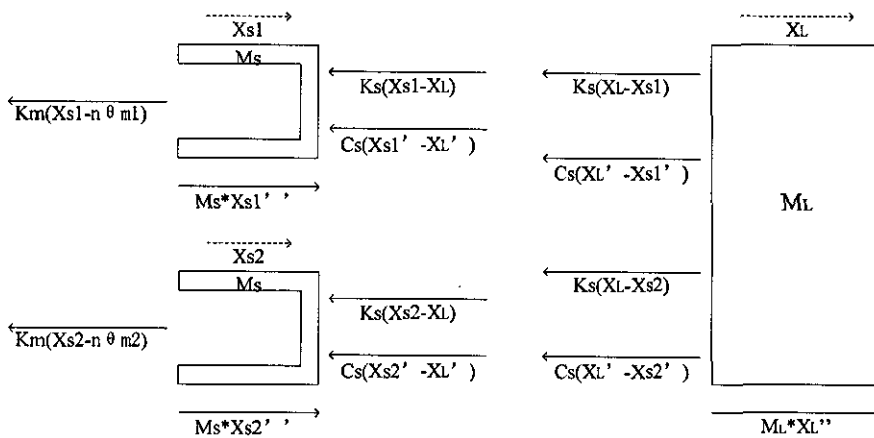 Xs1
XL
Ms
Ks(Xs1-XL)
Ks(XL-Xs1)
Km(Xs1-nθm1)
Cs(Xs1'-XL')
Cs(XL'-Xs1')
Ms*Xs1''
ML
Xs2
Ms
Ks(Xs2-XL)
Ks(XL-Xs2)
Km(Xs2-nθm2)
Cs(Xs2'-XL')
Cs(XL'-Xs2')
Ms*Xs2''
ML*XL''